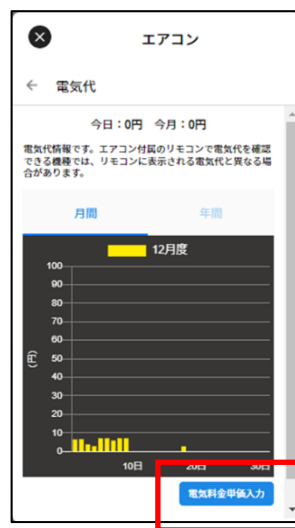 エアコン
電気代
今日：0円 今月：0円
電気代情報です。エアコン付属のリモコンで電気代を確認
できる機種では、リモコンに表示される電気代と異なる場
合があります。
月間 年間
12月度
100
90
80
70
60
50
40
30
20
10
0
(円)
10日 20日 30日
電気料金単価入力